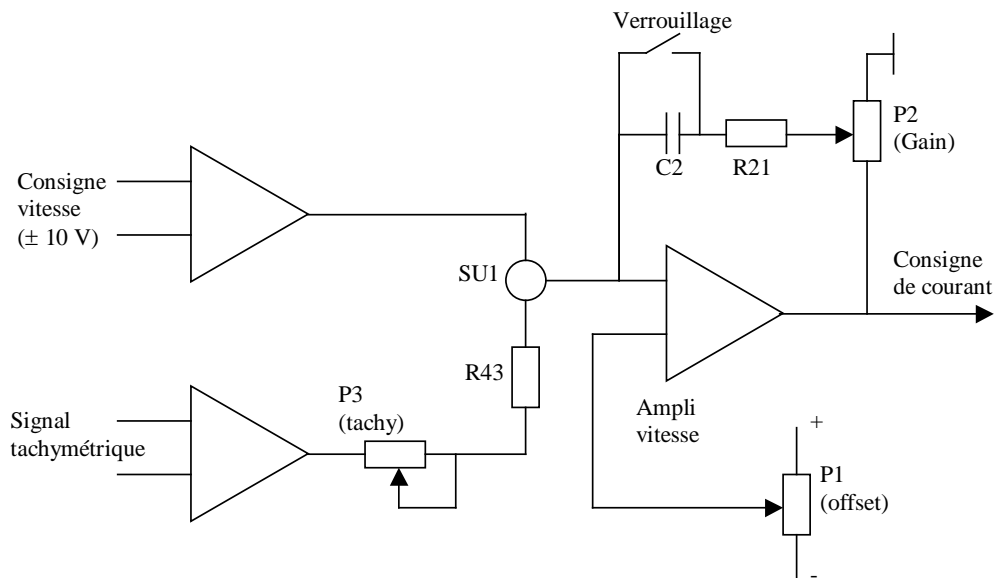 Verrouillage
P2
(Gain)
C2
R21
Consigne
vitesse
(± 10 V)
SU1
Consigne
de courant
R43
P3
(tachy)
Signal
tachymétrique
Ampli
vitesse
+
P1
(offset)
-